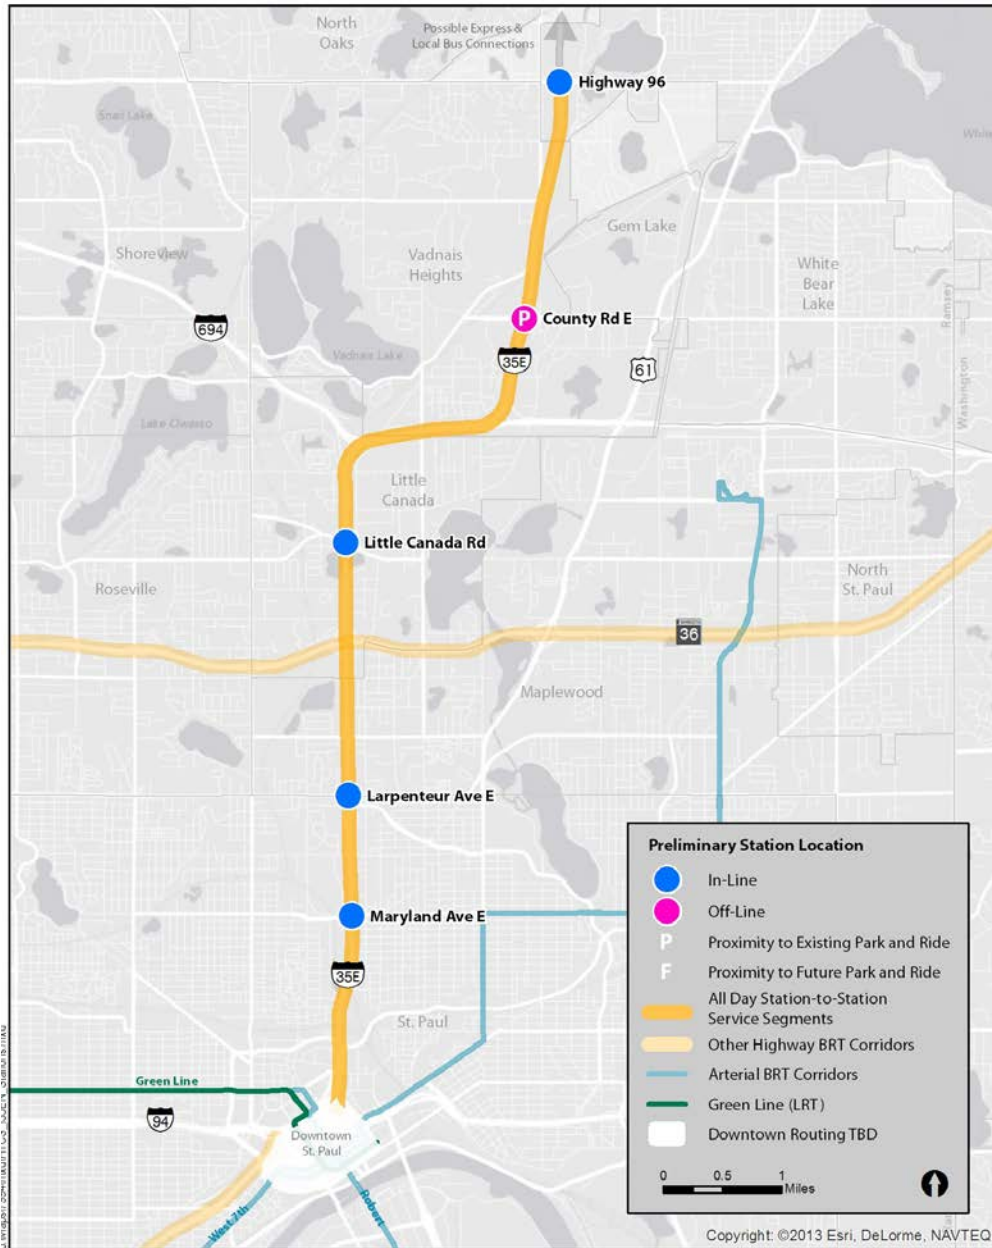 North
Oaks
Possible Express &
Local Bus Connections
Highway 96
Snail Lake
White
Gem Lake
Shoreview
Vadnais
Heights
White
Bear
Lake
694
P
County Rd E
Ramsey
Vadnais Lake
35E
61
Washington
Lake Owasso
Little
Canada
Little Canada Rd
Roseville
North
St. Paul
36
Maplewood
Larpenteur Ave E
Maryland Ave E
35E
St. Paul
Green Line
94
Downtown
St. Paul
West 7th
Robert
Preliminary Station Location
In-Line
Off-Line
P Proximity to Existing Park and Ride
F Proximity to Future Park and Ride
All Day Station-to-Station
Service Segments
Other Highway BRT Corridors
Arterial BRT Corridors
Green Line (LRT)
Downtown Routing TBD
0 0.5 1
Miles
Copyright: ©2013 Esri, DeLorme, NAVTEQ